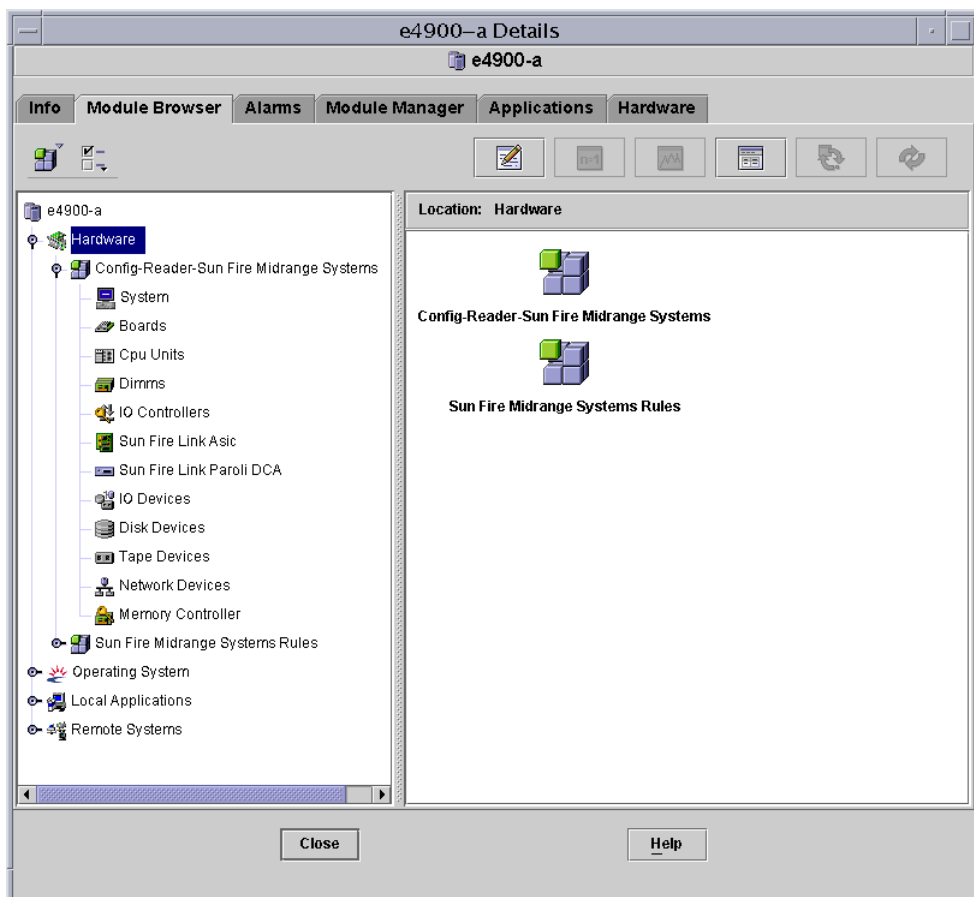 e4900–a Details
e4900-a
Info Module Browser Alarms Module Manager Applications Hardware
n=1
e4900-a
Hardware
Config-Reader-Sun Fire Midrange Systems
System
Boards
Cpu Units
Dimms
IO Controllers
Sun Fire Link Asic
Sun Fire Link Paroli DCA
IO Devices
Disk Devices
Tape Devices
Network Devices
Memory Controller
Sun Fire Midrange Systems Rules
Operating System
Local Applications
Remote Systems
Location: Hardware
Config-Reader-Sun Fire Midrange Systems
Sun Fire Midrange Systems Rules
Close Help